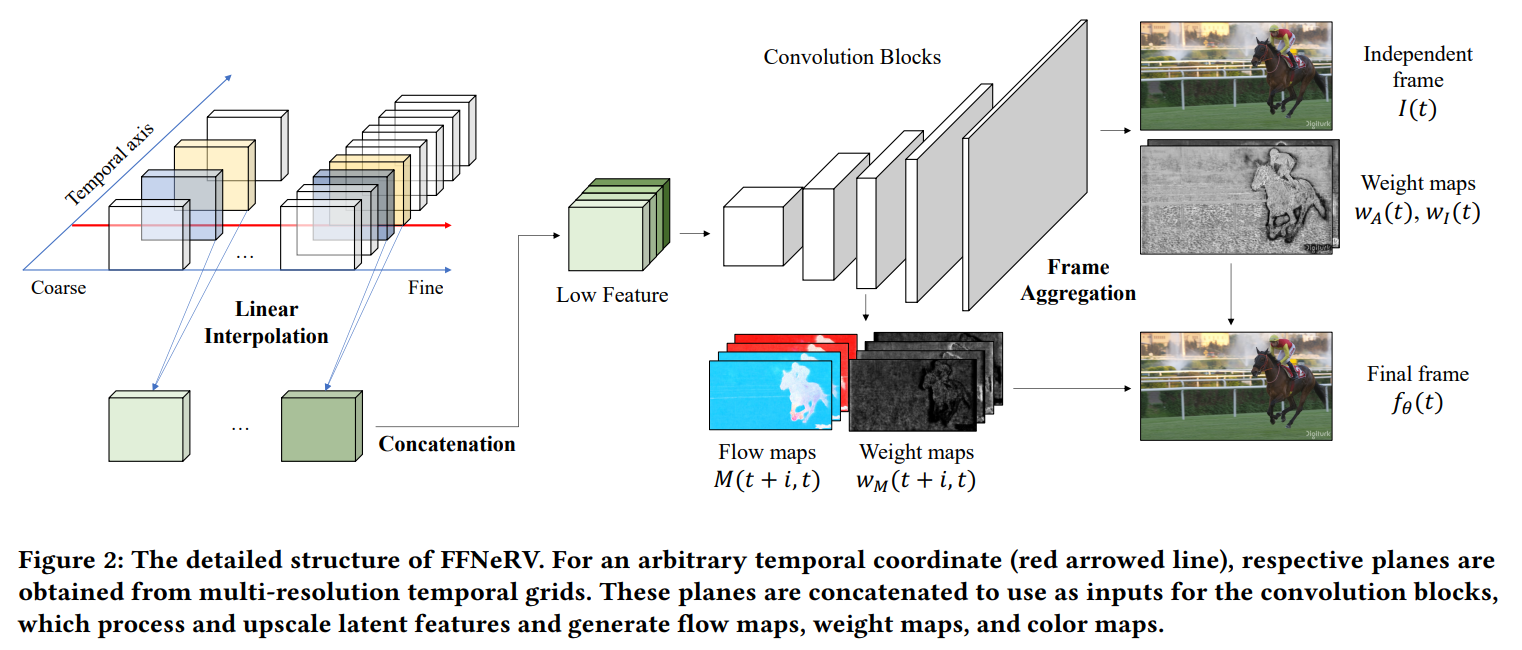 Temporal axis
...
Coarse
Fine
Linear
Interpolation
...
Concatenation
Low Feature
Convolution Blocks
Frame
Aggregation
Flow maps
M(t + i, t)
Weight maps
w_M(t + i, t)
Independent
frame
I(t)
Weight maps
w_A(t), w_I(t)
Final frame
f_θ(t)
Digiturk
Digiturk
Digiturk
Figure 2: The detailed structure of FFNeRV. For an arbitrary temporal coordinate (red arrowed line), respective planes are
obtained from multi-resolution temporal grids. These planes are concatenated to use as inputs for the convolution blocks,
which process and upscale latent features and generate flow maps, weight maps, and color maps.